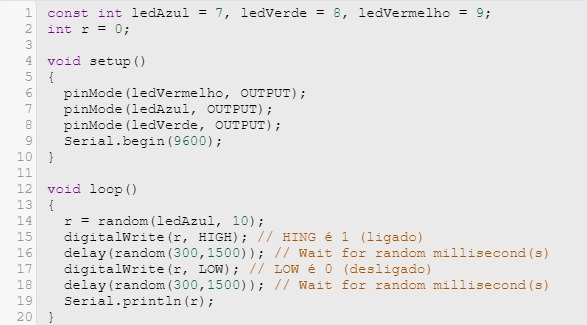 1 const int ledAzul = 7, ledVerde = 8, ledVermelho = 9;
2 int r = 0;
3
4 void setup()
5 {
6   pinMode(ledVermelho, OUTPUT);
7   pinMode(ledAzul, OUTPUT);
8   pinMode(ledVerde, OUTPUT);
9   Serial.begin(9600);
10 }
11
12 void loop()
13 {
14   r = random(ledAzul, 10);
15   digitalWrite(r, HIGH); // HING é 1 (ligado)
16   delay(random(300,1500)); // Wait for random millisecond(s)
17   digitalWrite(r, LOW); // LOW é 0 (desligado)
18   delay(random(300,1500)); // Wait for random millisecond(s)
19   Serial.println(r);
20 }